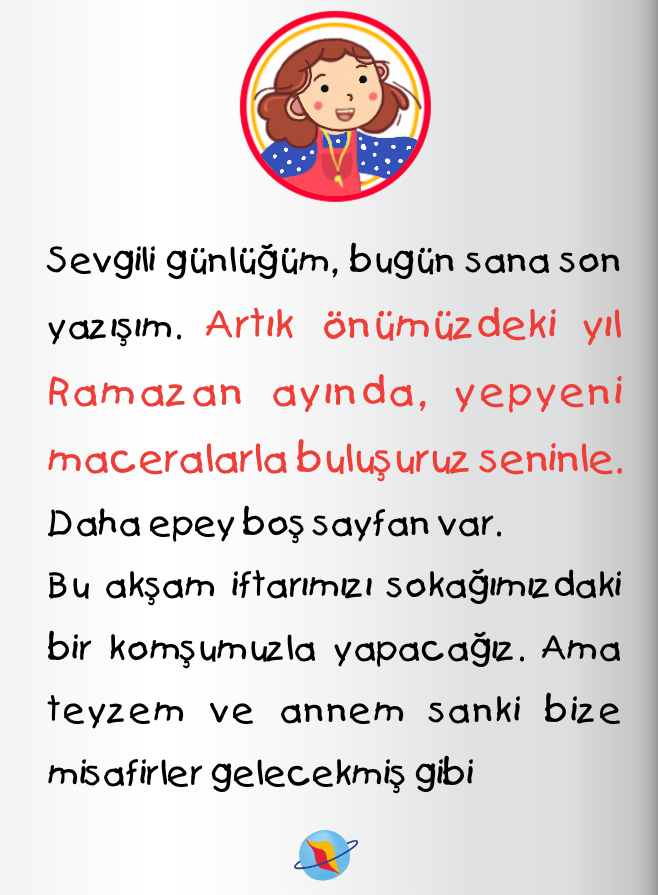 Sevgili günlüğüm, bugün sana son
yazışım. Artık önümüzdeki yıl
Ramazan ayında, yepyeni
maceralarla buluşuruz seninle.
Daha epey boş sayfan var.
Bu akşam iftarımızı sokağımızdaki
bir komşumuzla yapacağız. Ama
teyzem ve annem sanki bize
misafirler gelecekmiş gibi